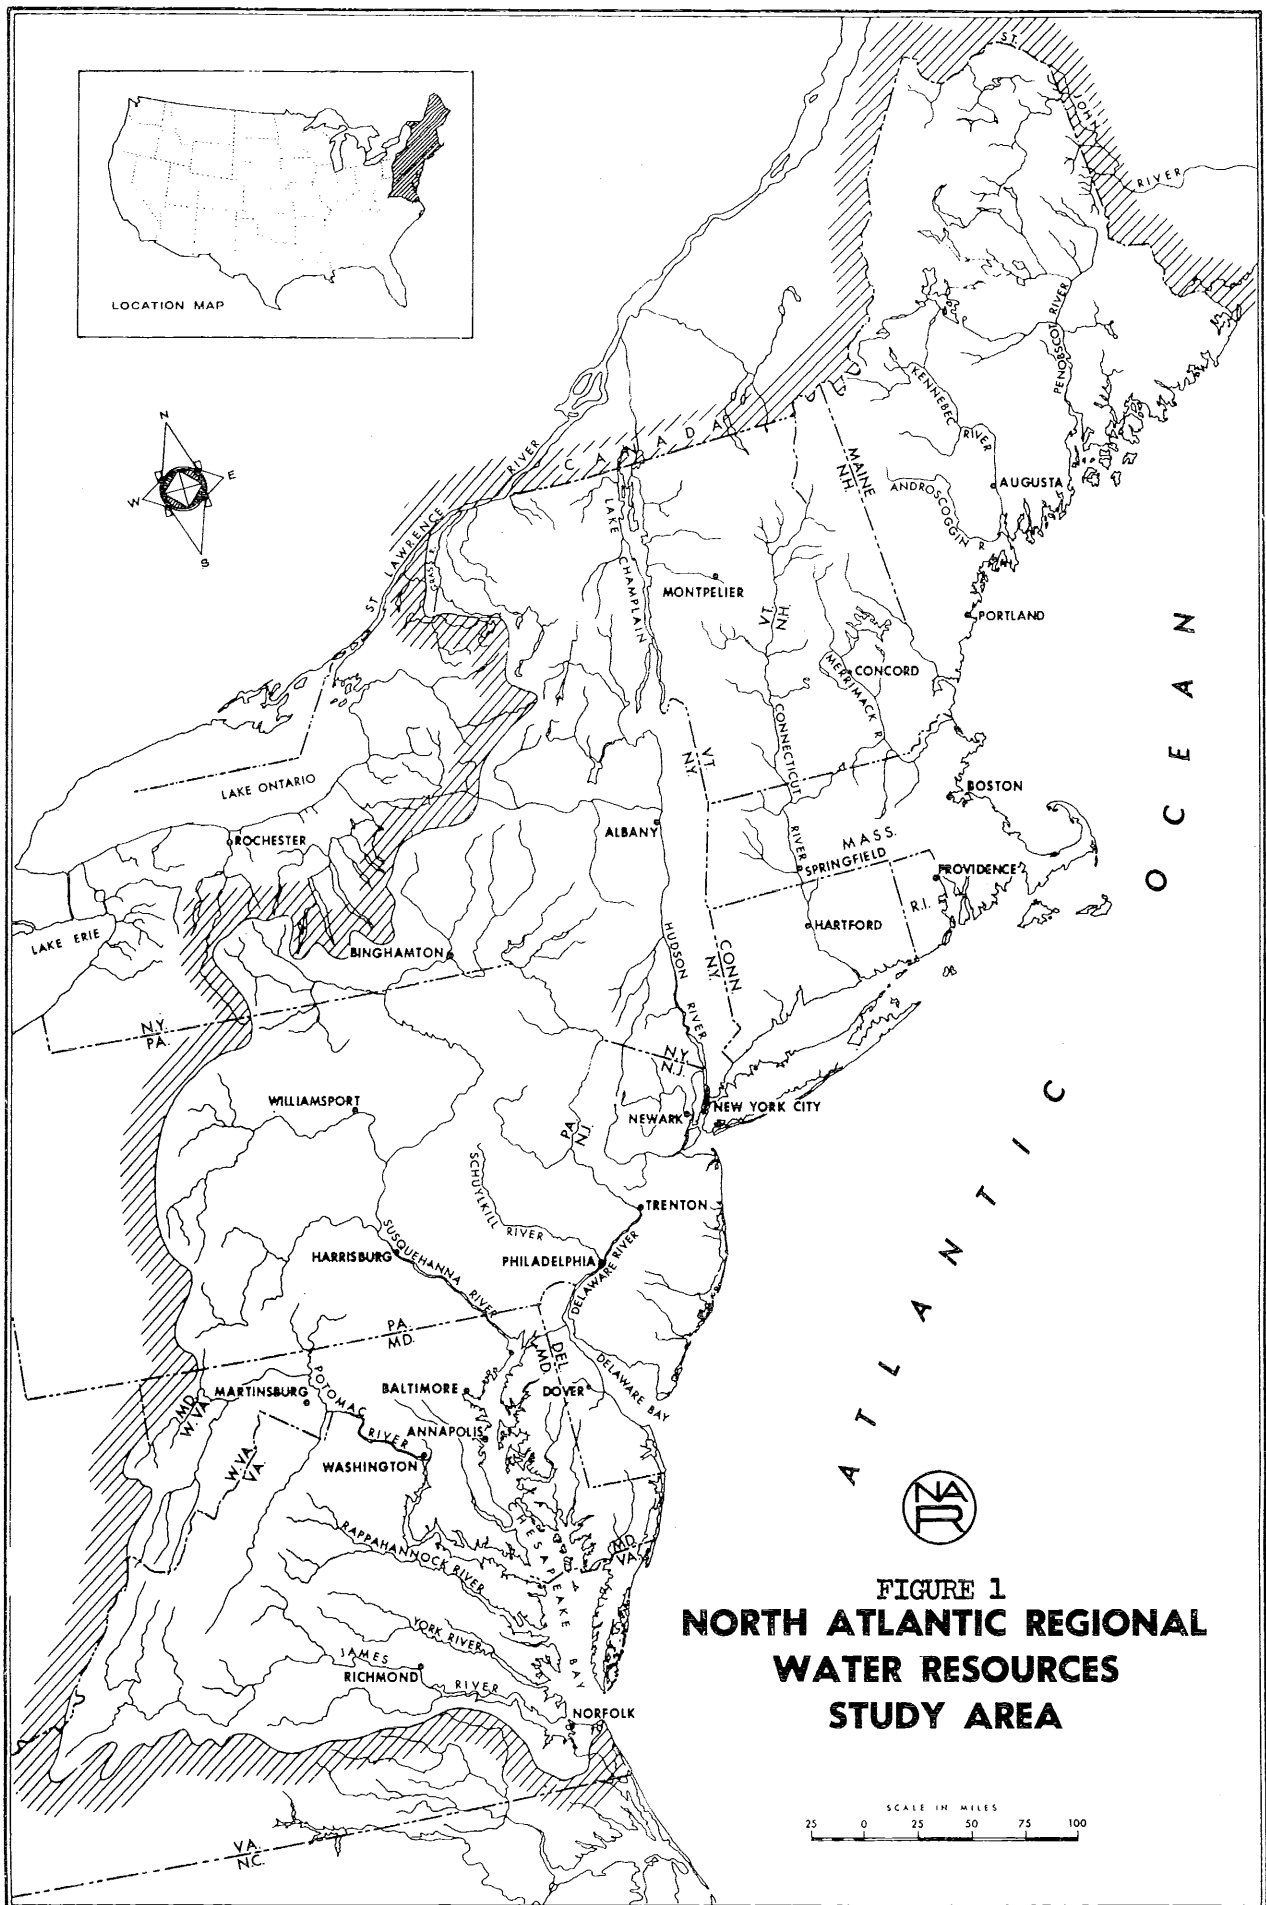 LOCATION MAP
N
E
W
S
ST.
JOHN
RIVER
PENOBSCOT RIVER
KENNEBEC
RIVER
CANADA
RIVER
LAWRENCE
ST.
GRASS R.
LAKE
CHAMPLAIN
MAINE
N.H.
ANDROSCOGGIN R.
AUGUSTA
MONTPELIER
VT.
N.H.
PORTLAND
CONCORD
MERRIMACK R.
CONNECTICUT
RIVER
VT.
N.Y.
LAKE ONTARIO
ROCHESTER
ALBANY
BOSTON
MASS.
SPRINGFIELD
PROVIDENCE
R.I.
HARTFORD
LAKE ERIE
BINGHAMTON
HUDSON
RIVER
CONN.
N.Y.
N.Y.
PA.
N.Y.
N.J.
WILLIAMSPORT
NEWARK
NEW YORK CITY
PA.
N.J.
SCHUYLKILL
RIVER
TRENTON
SUSQUEHANNA RIVER
HARRISBURG
PHILADELPHIA
DELAWARE RIVER
PA.
MD.
DEL.
MD.
DELAWARE BAY
MARTINSBURG
POTOMAC
RIVER
BALTIMORE
DOVER
MD.
W.VA.
ANNAPOLIS
W.VA.
VA.
WASHINGTON
CHESAPEAKE
BAY
RAPPAHANNOCK RIVER
MD.
VA.
YORK RIVER
JAMES
RIVER
RICHMOND
NORFOLK
VA.
N.C.
ATLANTIC
OCEAN
NAR
FIGURE 1
NORTH ATLANTIC REGIONAL
WATER RESOURCES
STUDY AREA
SCALE IN MILES
25 0 25 50 75 100